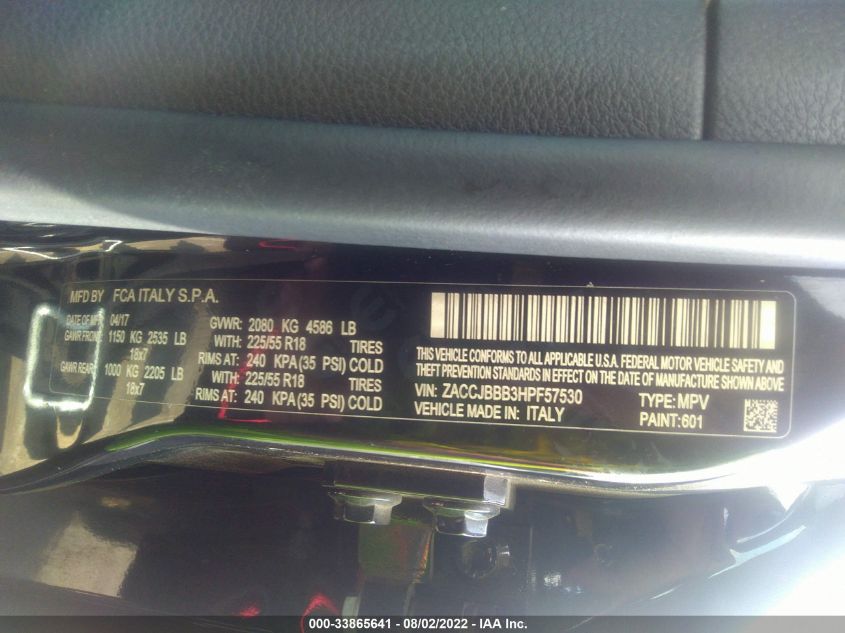 MFD BY FCA ITALY S.P.A.
DATE OF MFR 04/17
GVWR: 2080 KG 4586 LB
GAWR FRONT: 1150 KG 2535 LB
18x7
WITH: 225/55 R18 TIRES
RIMS AT: 240 KPA (35 PSI) COLD
GAWR REAR: 1000 KG 2205 LB
18x7
WITH: 225/55 R18 TIRES
RIMS AT: 240 KPA (35 PSI) COLD
THIS VEHICLE CONFORMS TO ALL APPLICABLE U.S.A. FEDERAL MOTOR VEHICLE SAFETY AND
THEFT PREVENTION STANDARDS IN EFFECT ON THE DATE OF MANUFACTURE SHOWN ABOVE
VIN: ZACCJBBB3HPF57530 TYPE: MPV
VEHICLE MADE IN: ITALY PAINT:601
000-33865641 - 08/02/2022 - IAA Inc.